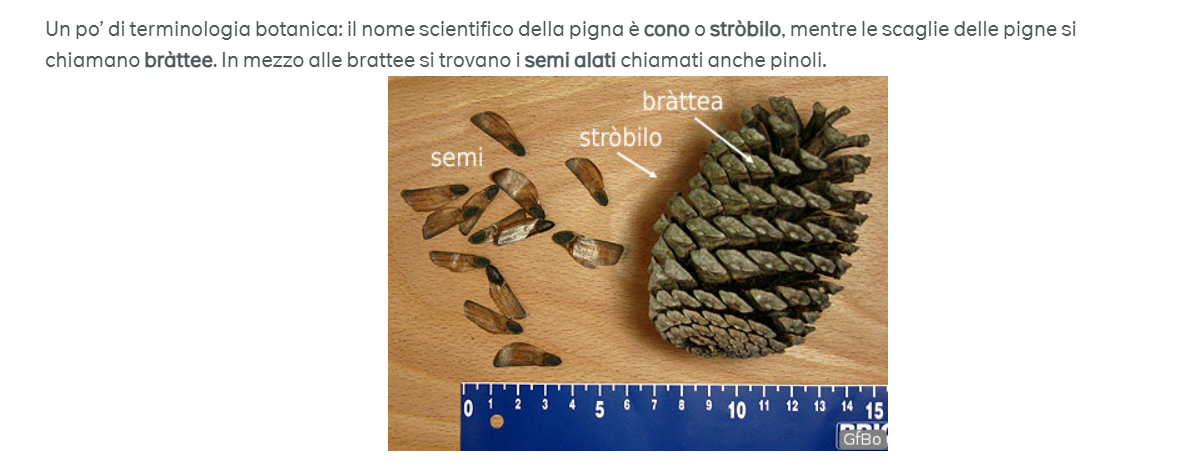 Un po’ di terminologia botanica: il nome scientifico della pigna è cono o stròbilo, mentre le scaglie delle pigne si
chiamano bràttee. In mezzo alle brattee si trovano i semi alati chiamati anche pinoli.
bràttea
stròbilo
semi
0 1 2 3 4 5 6 7 8 9 10 11 12 13 14 15
GfBo